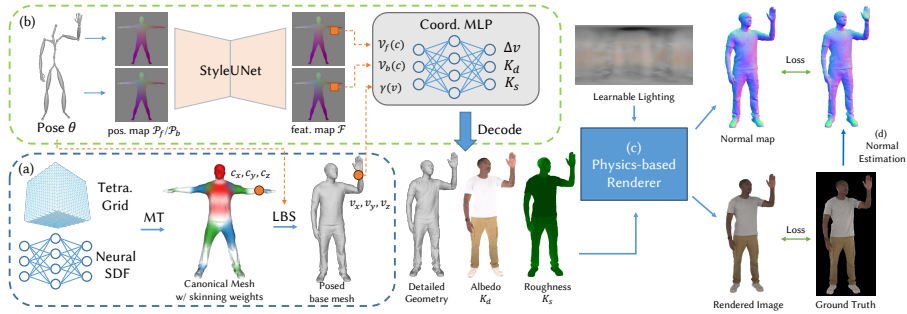 (b)
Pose θ
pos. map 𝒫_f/𝒫_b
StyleUNet
feat. map ℱ
𝒱_f(c)
𝒱_b(c)
γ(v)
Coord. MLP
Δv
K_d
K_s
Decode
(a)
Tetra.
Grid
Neural
SDF
MT
c_x, c_y, c_z
Canonical Mesh
w/ skinning weights
LBS
v_x, v_y, v_z
Posed
base mesh
Detailed
Geometry
Albedo
K_d
Roughness
K_s
Learnable Lighting
(c)
Physics-based
Renderer
Normal map
Loss
(d)
Normal
Estimation
Rendered Image
Loss
Ground Truth